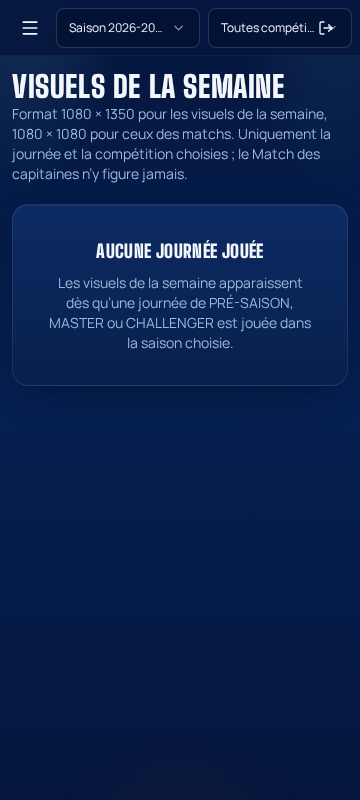 Saison 2026-20…
Toutes compéti…
VISUELS DE LA SEMAINE
Format 1080 × 1350 pour les visuels de la semaine,
1080 × 1080 pour ceux des matchs. Uniquement la
journée et la compétition choisies ; le Match des
capitaines n'y figure jamais.
AUCUNE JOURNÉE JOUÉE
Les visuels de la semaine apparaissent
dès qu'une journée de PRÉ-SAISON,
MASTER ou CHALLENGER est jouée dans
la saison choisie.